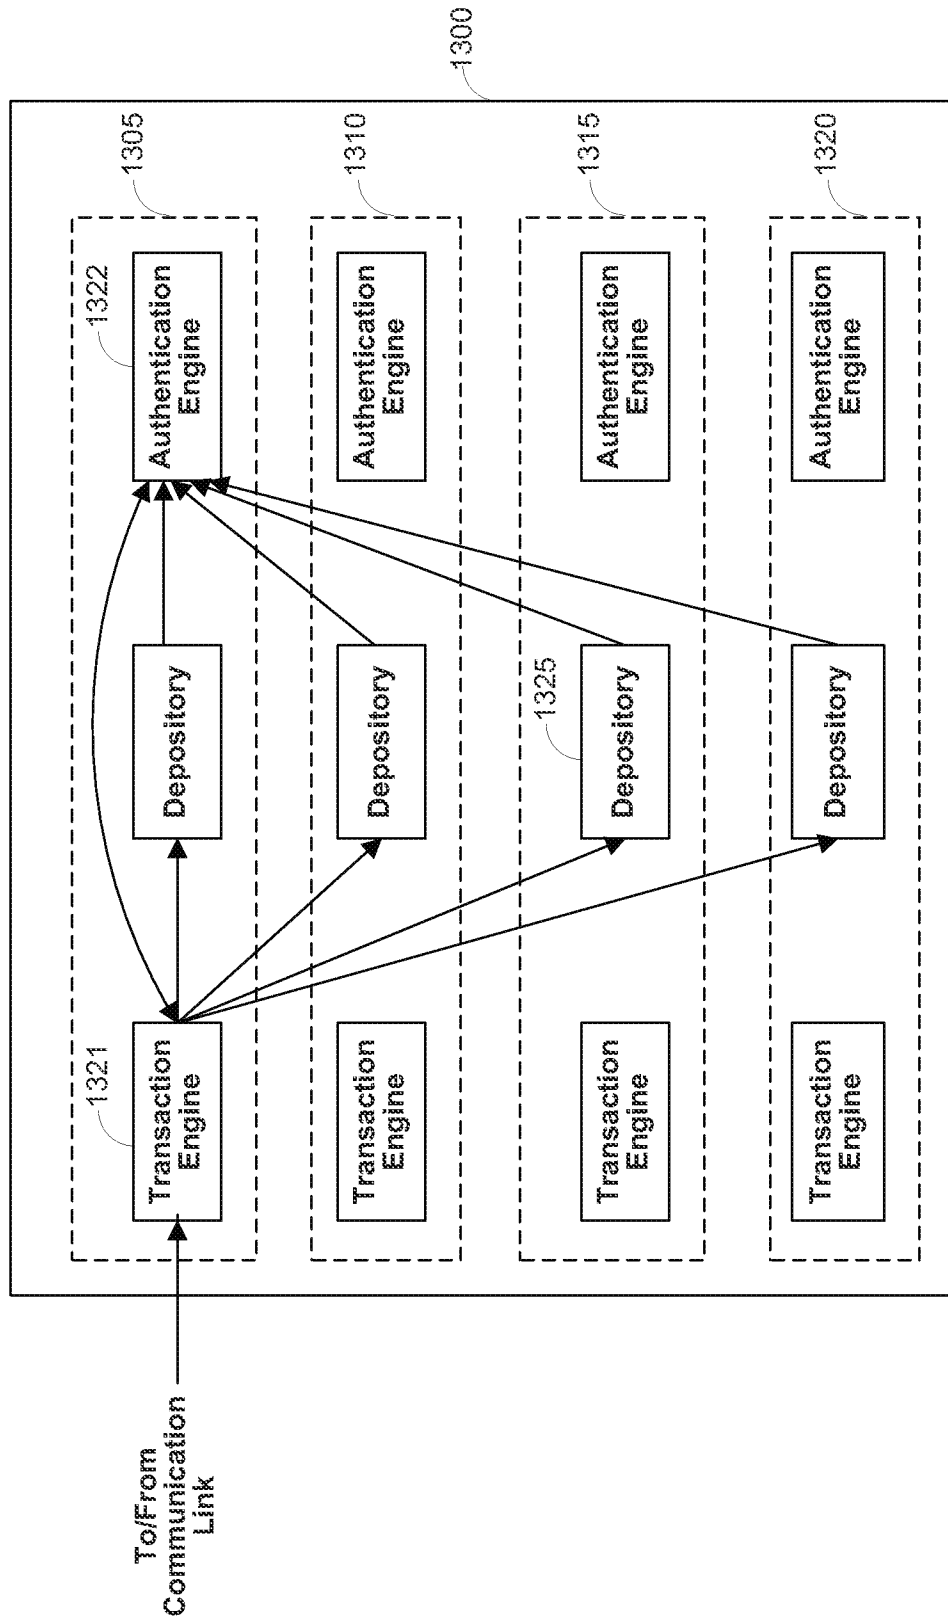 1300
1305
1322
Authentication
Engine
Depository
1321
Transaction
Engine
To/From
Communication
Link
1310
Authentication
Engine
Depository
Transaction
Engine
1315
Authentication
Engine
1325
Depository
Transaction
Engine
1320
Authentication
Engine
Depository
Transaction
Engine